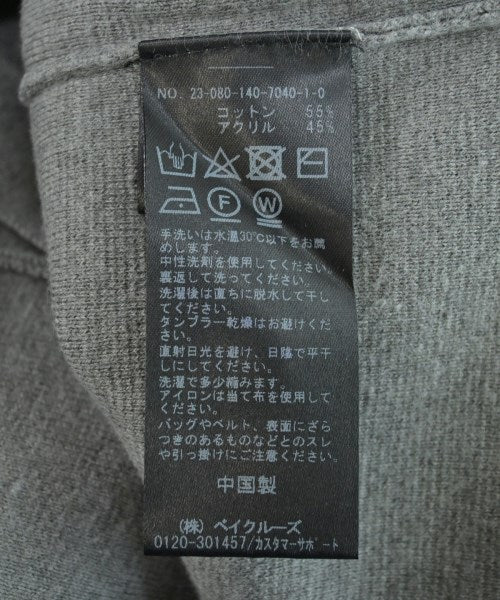 NO. 23-080-140-7040-1-0
コットン 55%
アクリル 45%
F W
手洗いは水温30℃以下をお薦
めします。
中性洗剤を使用してください。
裏返して洗ってください。
洗濯後は直ちに脱水して干し
てください。
タンブラー乾燥はお避けくだ
さい。
直射日光を避け、日陰で平干
しにしてください。
洗濯で多少縮みます。
アイロンは当て布を使用して
ください。
バッグやベルト、表面にざら
つきのあるものなどとのスレ
や引っ掛けにご注意ください。
中国製
(株) ベイクルーズ
0120-301457/カスタマーサポート